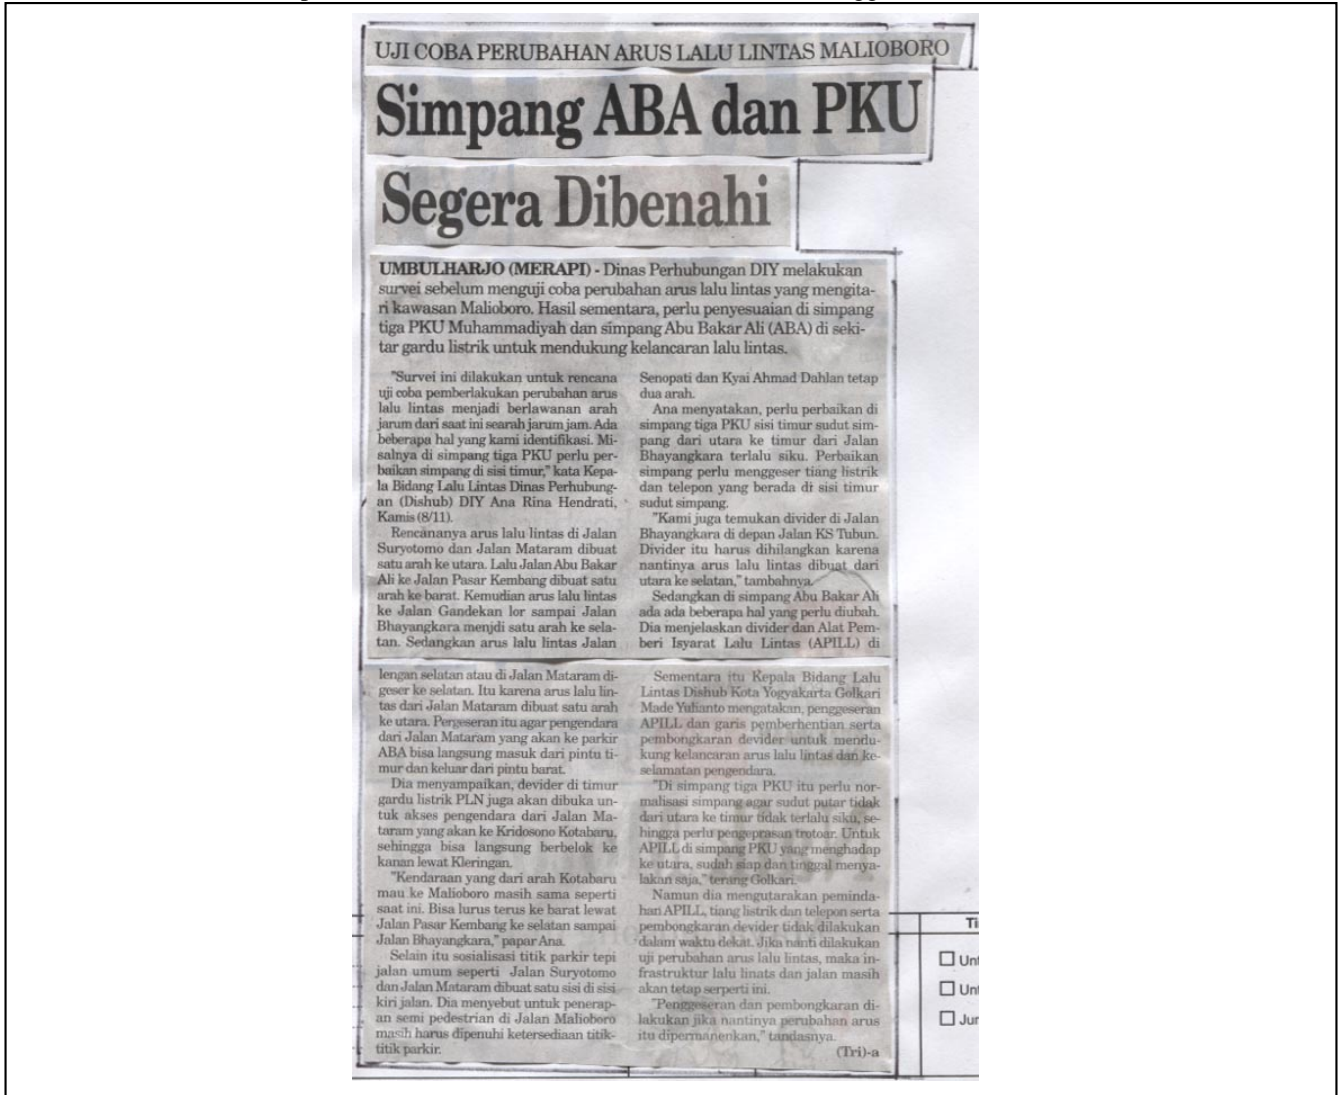 UJI COBA PERUBAHAN ARUS LALU LINTAS MALIOBORO
Simpang ABA dan PKU
Segera Dibenahi
UMBULHARJO (MERAPI) - Dinas Perhubungan DIY melakukan
survei sebelum menguji coba perubahan arus lalu lintas yang mengita-
ri kawasan Malioboro. Hasil sementara, perlu penyesuaian di simpang
tiga PKU Muhammadiyah dan simpang Abu Bakar Ali (ABA) di seki-
tar gardu listrik untuk mendukung kelancaran lalu lintas.
"Survei ini dilakukan untuk rencana
uji coba pemberlakukan perubahan arus
lalu lintas menjadi berlawanan arah
jarum dari saat ini searah jarum jam. Ada
beberapa hal yang kami identifikasi. Mi-
salnya di simpang tiga PKU perlu per-
baikan simpang di sisi timur," kata Kepa-
la Bidang Lalu Lintas Dinas Perhubung-
an (Dishub) DIY Ana Rina Hendrati,
Kamis (8/11).
Rencananya arus lalu lintas di Jalan
Suryotomo dan Jalan Mataram dibuat
satu arah ke utara. Lalu Jalan Abu Bakar
Ali ke Jalan Pasar Kembang dibuat satu
arah ke barat. Kemudian arus lalu lintas
ke Jalan Gandekan lor sampai Jalan
Bhayangkara menjdi satu arah ke sela-
tan. Sedangkan arus lalu lintas Jalan
Senopati dan Kyai Ahmad Dahlan tetap
dua arah.
Ana menyatakan, perlu perbaikan di
simpang tiga PKU sisi timur sudut sim-
pang dari utara ke timur dari Jalan
Bhayangkara terlalu siku. Perbaikan
simpang perlu menggeser tiang listrik
dan telepon yang berada di sisi timur
sudut simpang.
"Kami juga temukan divider di Jalan
Bhayangkara di depan Jalan KS Tubun.
Divider itu harus dihilangkan karena
nantinya arus lalu lintas dibuat dari
utara ke selatan," tambahnya.
Sedangkan di simpang Abu Bakar Ali
ada ada beberapa hal yang perlu diubah.
Dia menjelaskan divider dan Alat Pem-
beri Isyarat Lalu Lintas (APILL) di
lengan selatan atau di Jalan Mataram di-
geser ke selatan. Itu karena arus lalu lin-
tas dari Jalan Mataram dibuat satu arah
ke utara. Pergeseran itu agar pengendara
dari Jalan Mataram yang akan ke parkir
ABA bisa langsung masuk dari pintu ti-
mur dan keluar dari pintu barat.
Dia menyampaikan, devider di timur
gardu listrik PLN juga akan dibuka un-
tuk akses pengendara dari Jalan Ma-
taram yang akan ke Kridosono Kotabaru,
sehingga bisa langsung berbelok ke
kanan lewat Kleringan.
"Kendaraan yang dari arah Kotabaru
mau ke Malioboro masih sama seperti
saat ini. Bisa lurus terus ke barat lewat
Jalan Pasar Kembang ke selatan sampai
Jalan Bhayangkara," papar Ana.
Selain itu sosialisasi titik parkir tepi
jalan umum seperti Jalan Suryotomo
dan Jalan Mataram dibuat satu sisi di sisi
kiri jalan. Dia menyebut untuk penerap-
an semi pedestrian di Jalan Malioboro
masih harus dipenuhi ketersediaan titik-
titik parkir.
Sementara itu Kepala Bidang Lalu
Lintas Dishub Kota Yogyakarta Golkari
Made Yulianto mengatakan, penggeseran
APILL dan garis pemberhentian serta
pembongkaran devider untuk mendu-
kung kelancaran arus lalu lintas dan ke-
selamatan pengendara.
"Di simpang tiga PKU itu perlu nor-
malisasi simpang agar sudut putar tidak
dari utara ke timur tidak terlalu siku, se-
hingga perlu pengeprasan trotoar. Untuk
APILL di simpang PKU yang menghadap
ke utara, sudah siap dan tinggal menya-
lakan saja," terang Golkari.
Namun dia mengutarakan peminda-
han APILL, tiang listrik dan telepon serta
pembongkaran devider tidak dilakukan
dalam waktu dekat. Jika nanti dilakukan
uji perubahan arus lalu lintas, maka in-
frastruktur lalu linats dan jalan masih
akan tetap serperti ini.
"Penggeseran dan pembongkaran di-
lakukan jika nantinya perubahan arus
itu dipermanenkan," tandasnya.
(Tri)-a